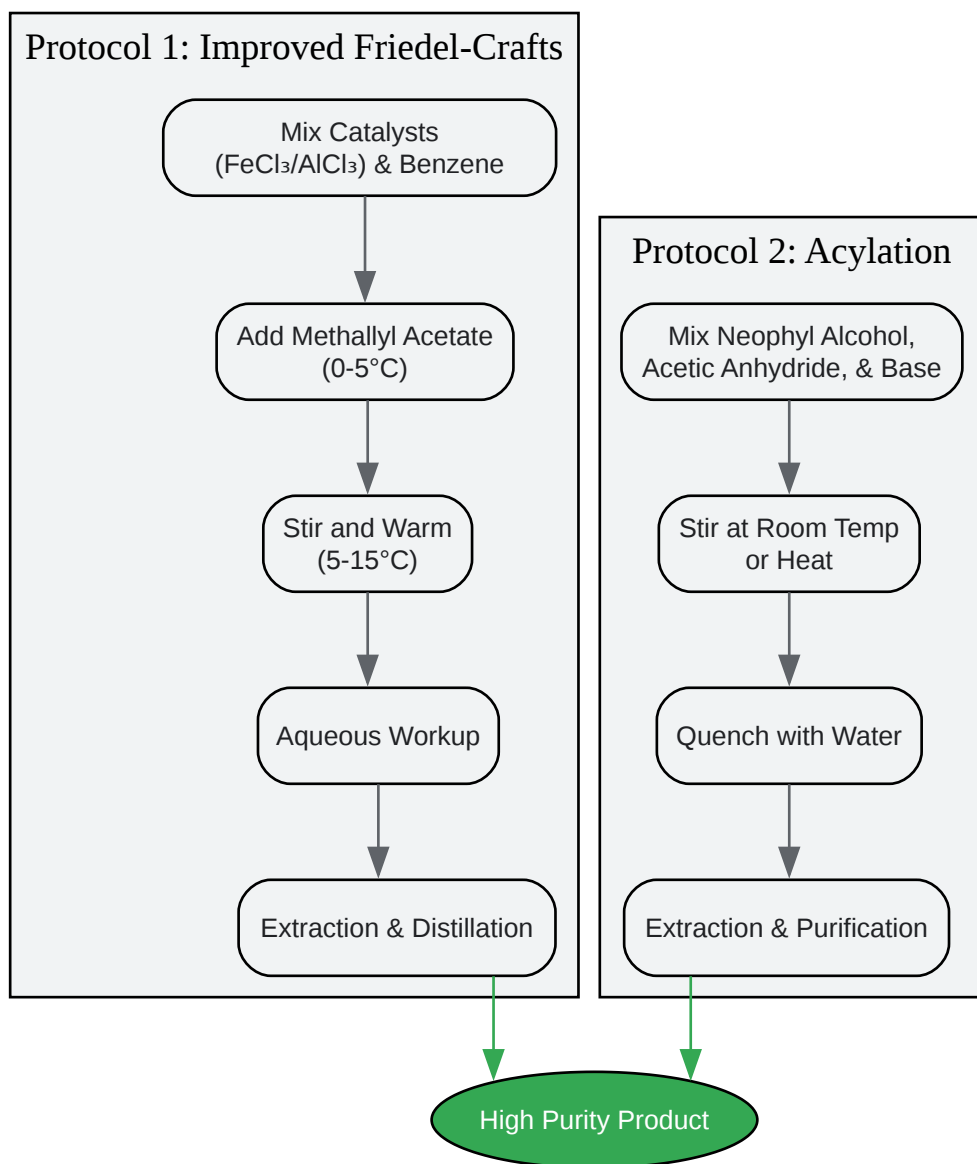 Protocol 1: Improved Friedel-Crafts
Mix Catalysts
(FeCl₃/AlCl₃) & Benzene
Add Methallyl Acetate
(0-5°C)
Stir and Warm
(5-15°C)
Aqueous Workup
Extraction & Distillation
Protocol 2: Acylation
Mix Neophyl Alcohol,
Acetic Anhydride, & Base
Stir at Room Temp
or Heat
Quench with Water
Extraction & Purification
High Purity Product